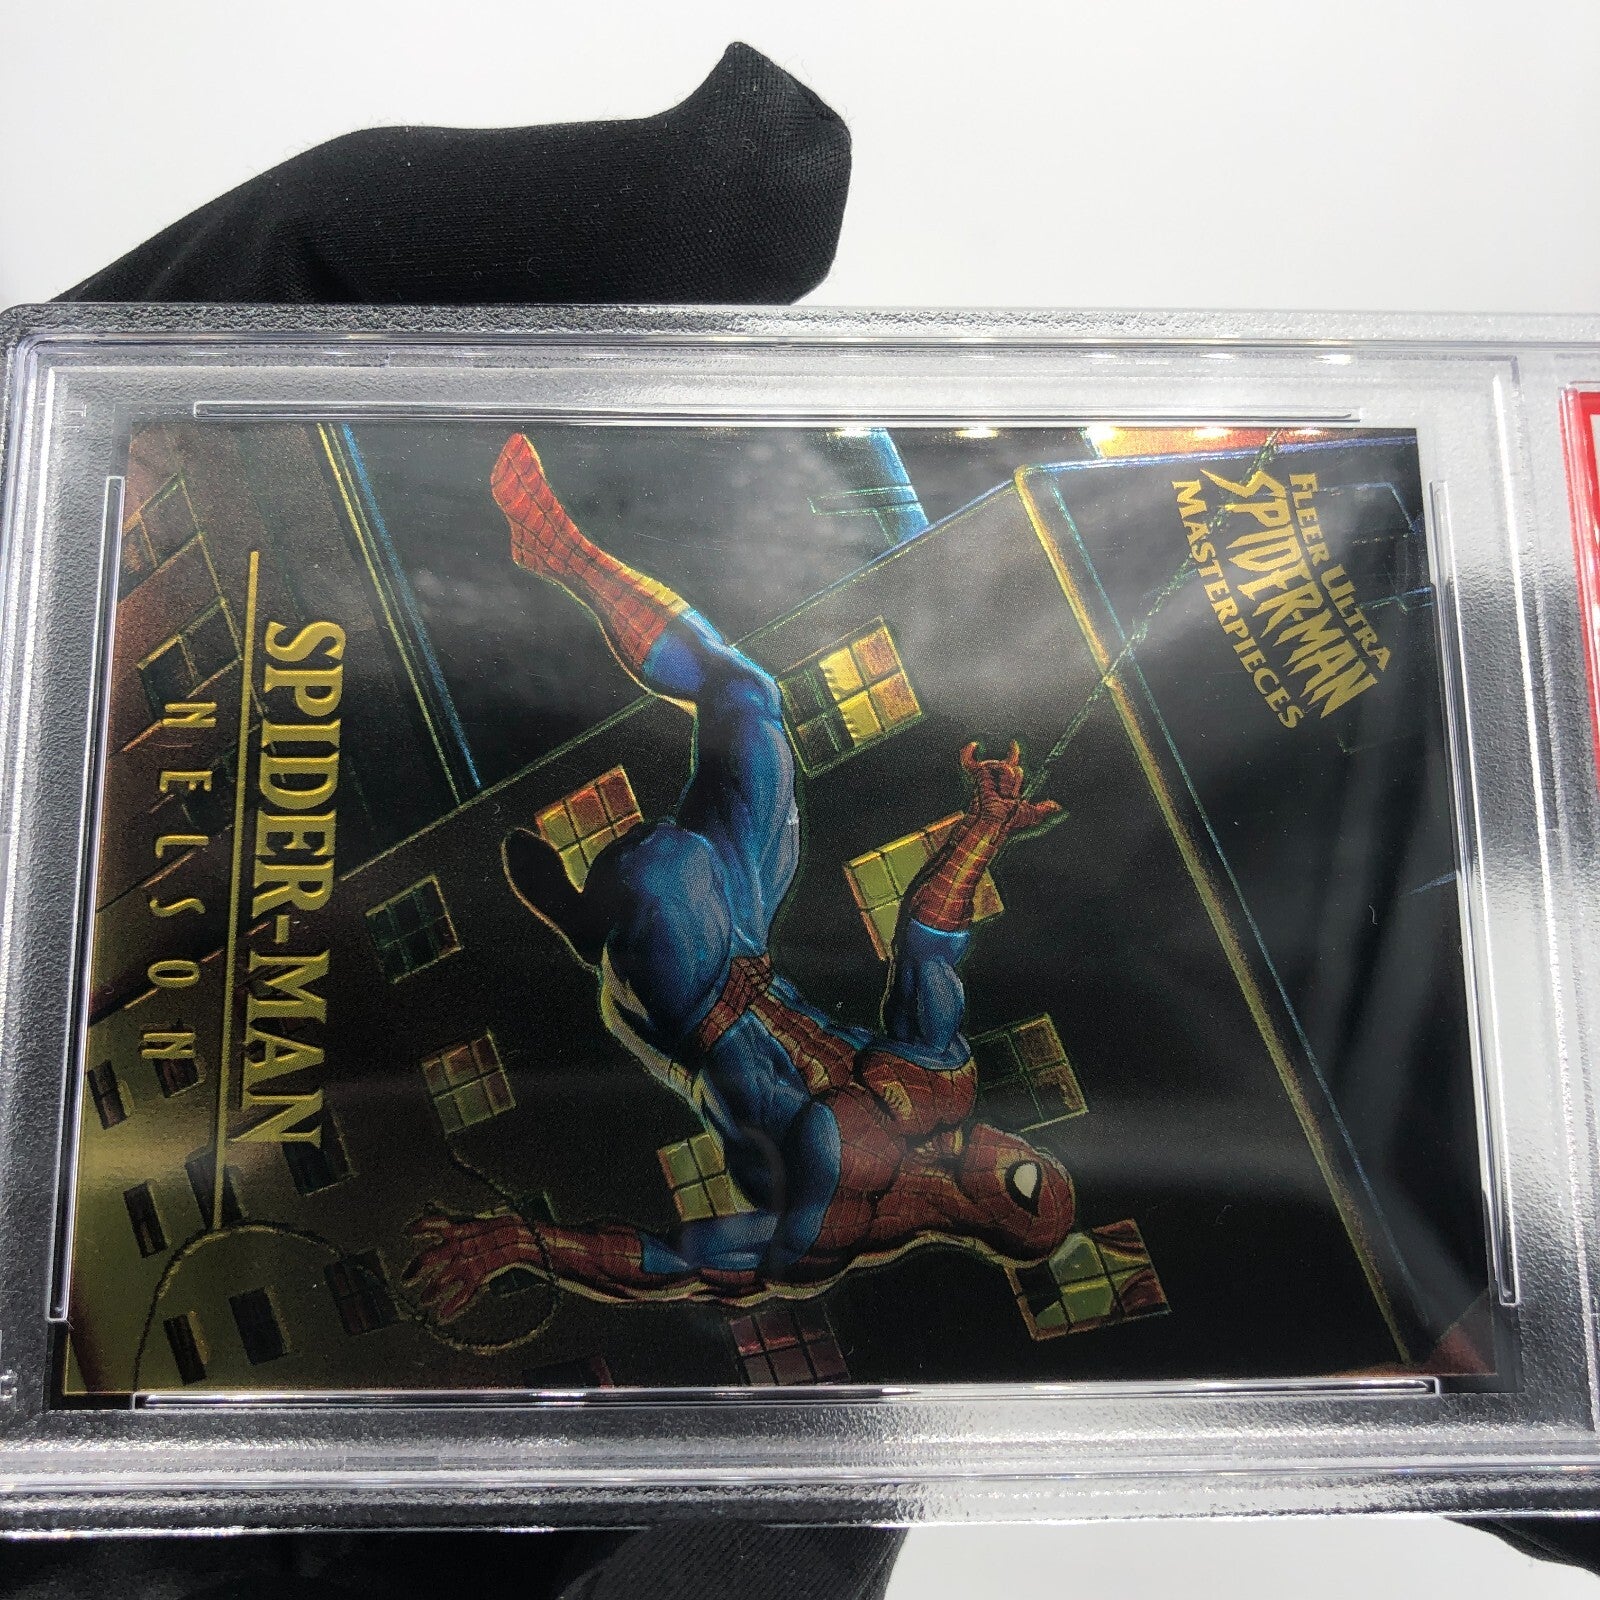 FLEER ULTRA
SPIDER-MAN
MASTERPIECES
SPIDER-MAN
NELSON